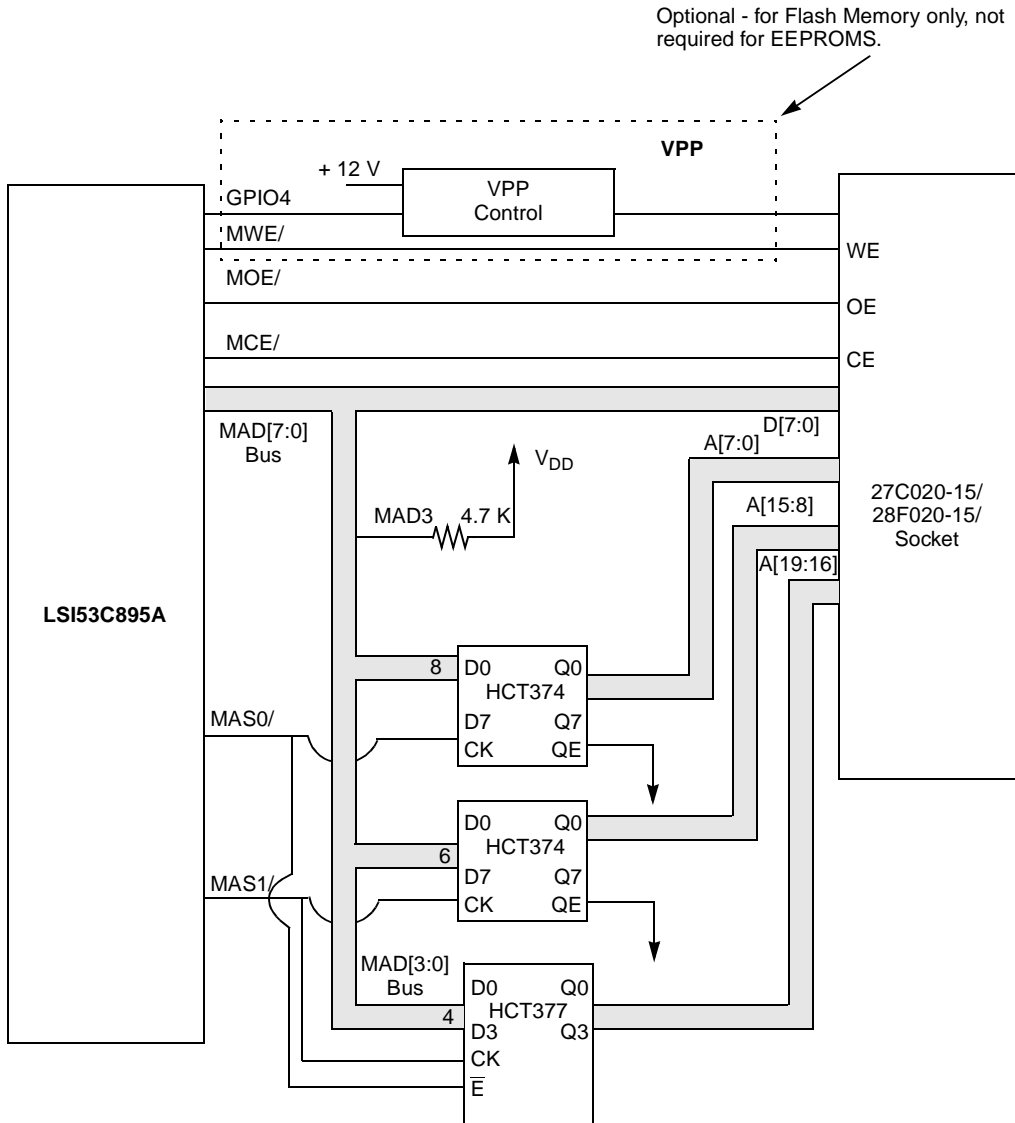 Optional - for Flash Memory only, not
required for EEPROMS.
VPP
+ 12 V
VPP
Control
GPIO4
MWE/
WE
MOE/
OE
MCE/
CE
MAD[7:0]
Bus
D[7:0]
A[7:0]
VDD
MAD3 4.7 K
A[15:8]
27C020-15/
28F020-15/
Socket
A[19:16]
LSI53C895A
8 D0 Q0
HCT374
D7 Q7
CK QE
MAS0/
D0 Q0
HCT374
6
D7 Q7
CK QE
MAS1/
MAD[3:0]
Bus
D0 Q0
HCT377
4
D3 Q3
CK
E